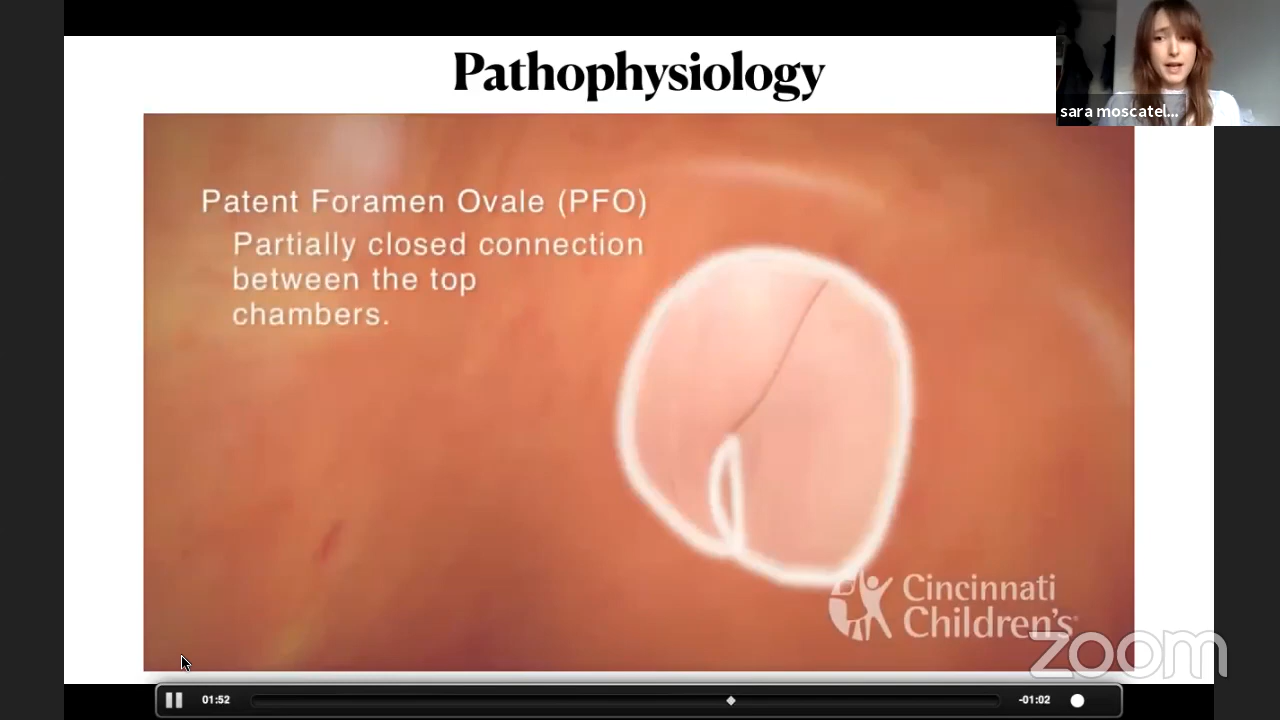 Pathophysiology
sara moscatel...
Patent Foramen Ovale (PFO)
Partially closed connection
between the top
chambers.
Cincinnati
Children's
zoom
01:52
-01:02